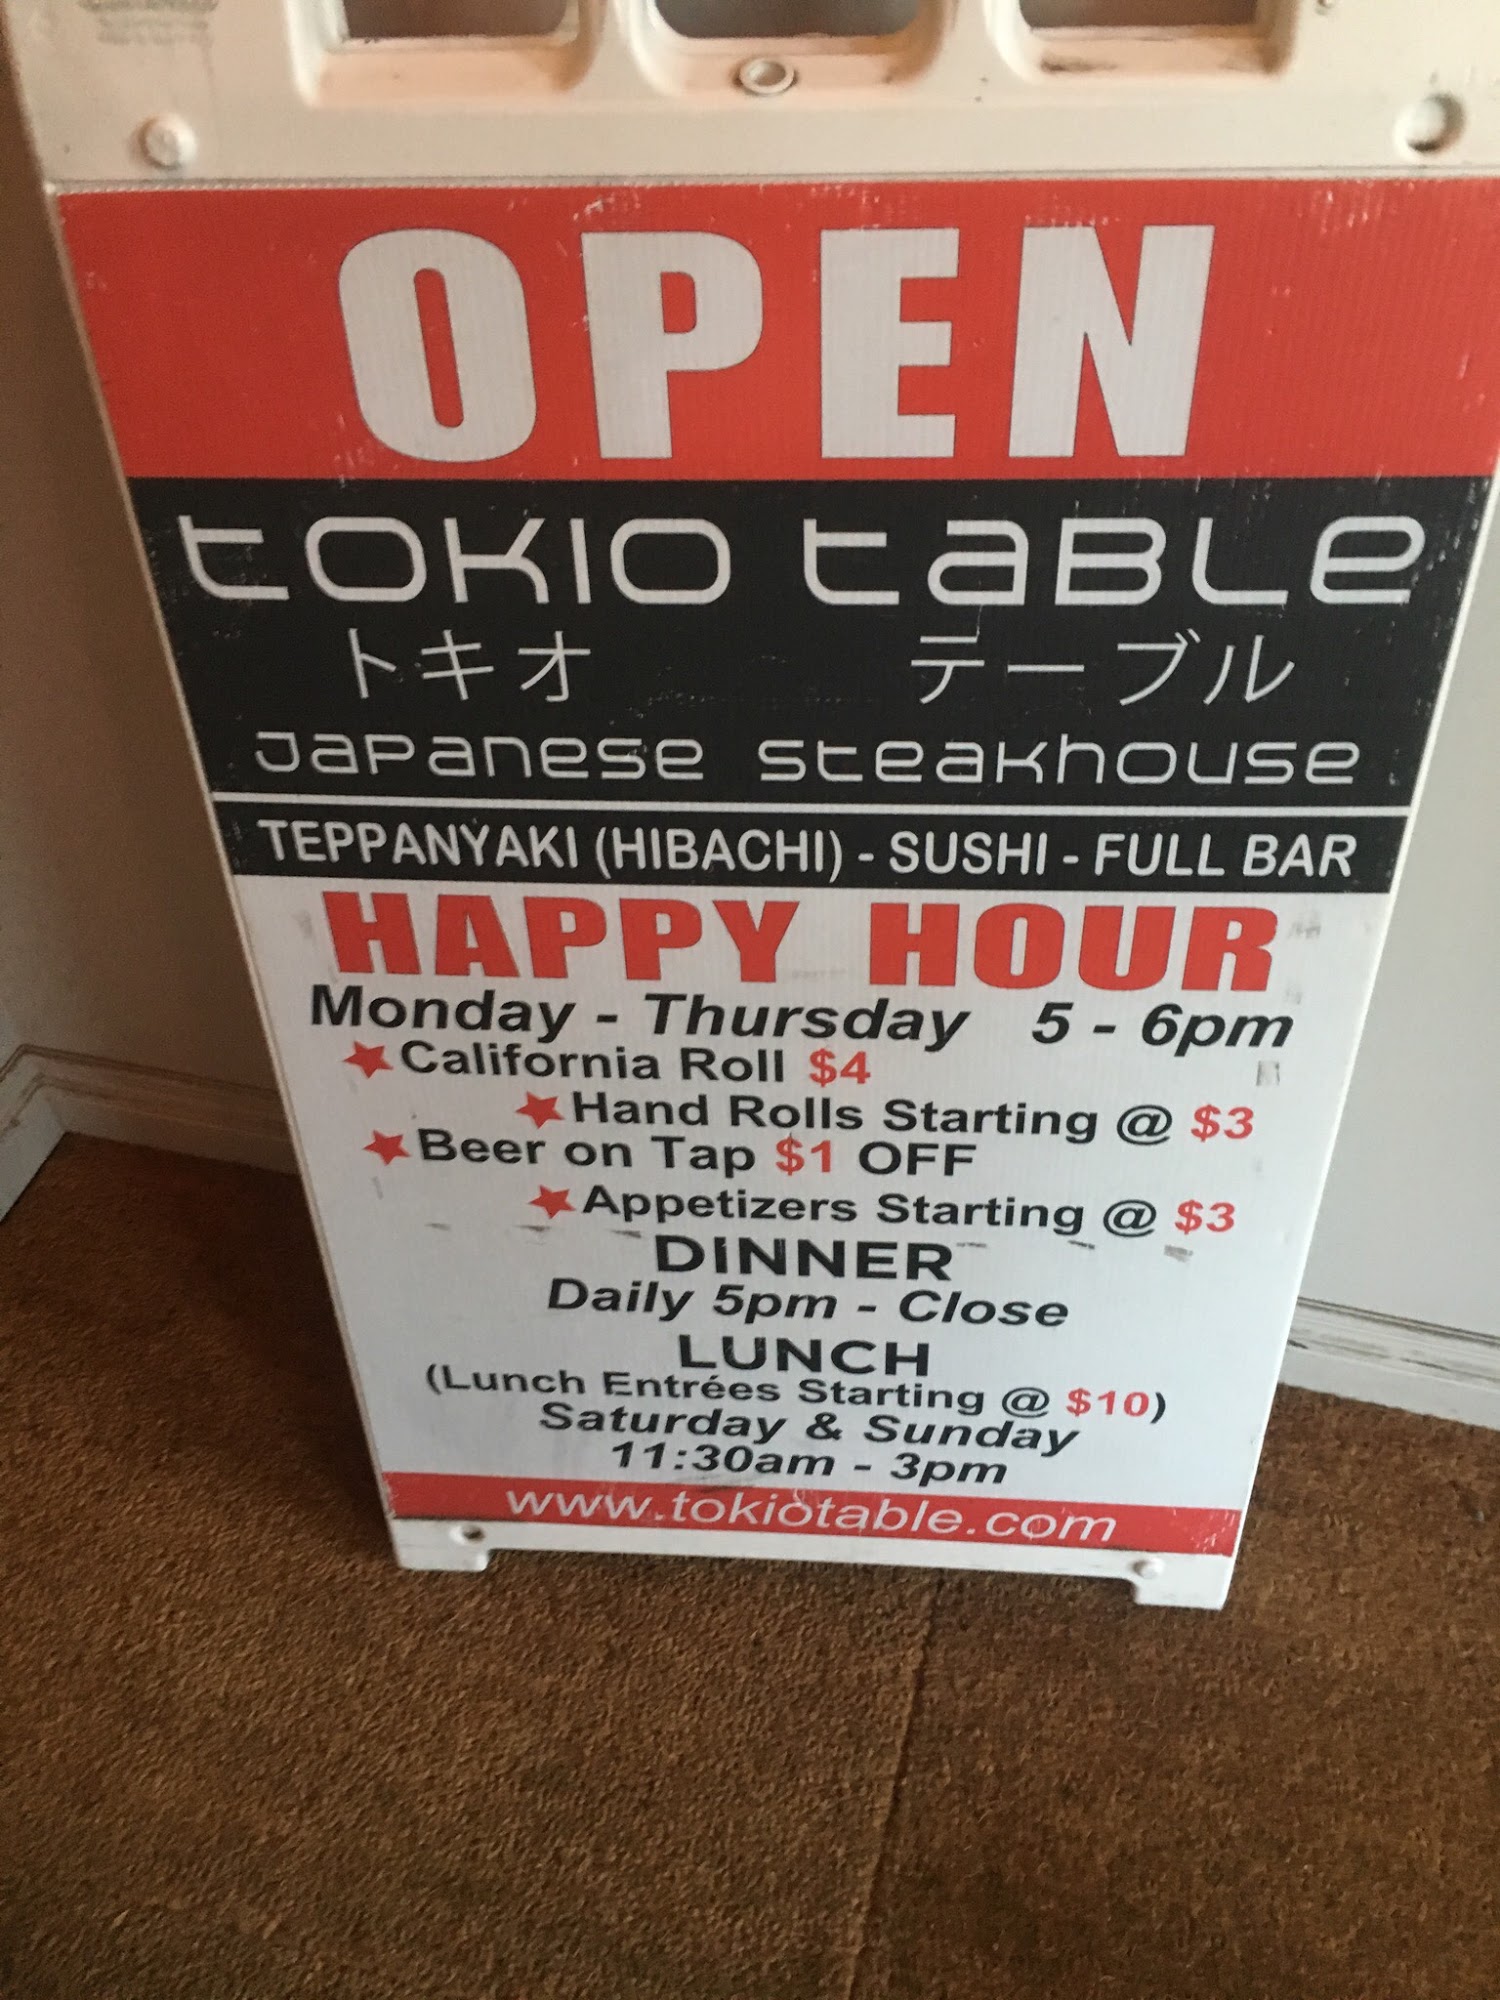 OPEN
tokio table
トキオ テーブル
Japanese steakhouse
TEPPANYAKI (HIBACHI) - SUSHI - FULL BAR
HAPPY HOUR
Monday - Thursday 5 - 6pm
★California Roll $4
★Hand Rolls Starting @ $3
★Beer on Tap $1 OFF
★Appetizers Starting @ $3
DINNER
Daily 5pm - Close
LUNCH
(Lunch Entrées Starting @ $10)
Saturday & Sunday
11:30am - 3pm
www.tokiotable.com